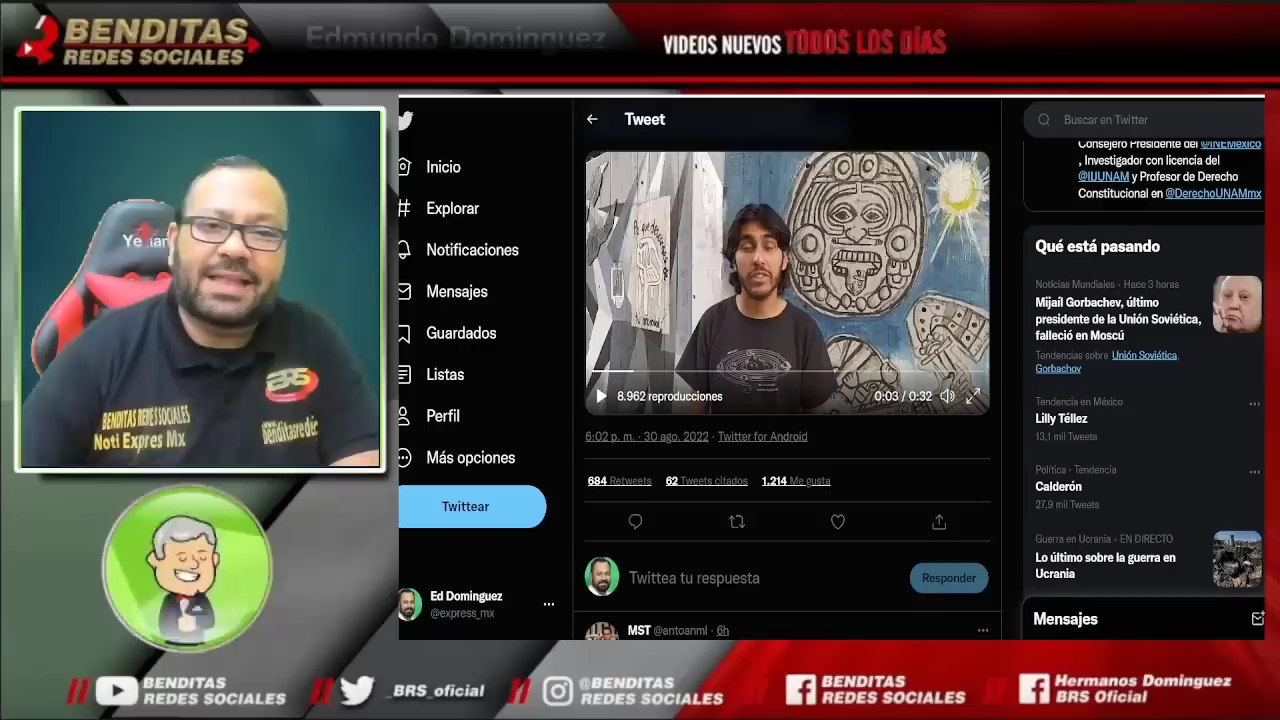 BENDITAS
REDES SOCIALES
Edmundo Dominguez
VIDEOS NUEVOS TODOS LOS DÍAS
BRS
BENDITAS REDES SOCIALES
Noti Expres Mx
Inicio
Explorar
Notificaciones
Mensajes
Guardados
Listas
Perfil
Más opciones
Twittear
Ed Dominguez
@express_mx
Tweet
8.962 reproducciones
0:03 / 0:32
6:02 p. m. · 30 ago. 2022 · Twitter for Android
684 Retweets 62 Tweets citados 1,214 Me gusta
Twittea tu respuesta
Responder
MST @antoanml · 6h
Buscar en Twitter
Consejero Presidente del @INEMexico
, Investigador con licencia del
@IIJUNAM y Profesor de Derecho
Constitucional en @DerechoUNAMmx
Qué está pasando
Noticias Mundiales · Hace 3 horas
Mijaíl Gorbachev, último
presidente de la Unión Soviética,
falleció en Moscú
Tendencias sobre Unión Soviética,
Gorbachov
Tendencia en México
Lilly Téllez
13,1 mil Tweets
Política · Tendencia
Calderón
27,9 mil Tweets
Guerra en Ucrania · EN DIRECTO
Lo último sobre la guerra en
Ucrania
Mensajes
BENDITAS
REDES SOCIALES
_BRS_oficial
@BENDITAS
REDES SOCIALES
BENDITAS
REDES SOCIALES
Hermanos Dominguez
BRS Oficial